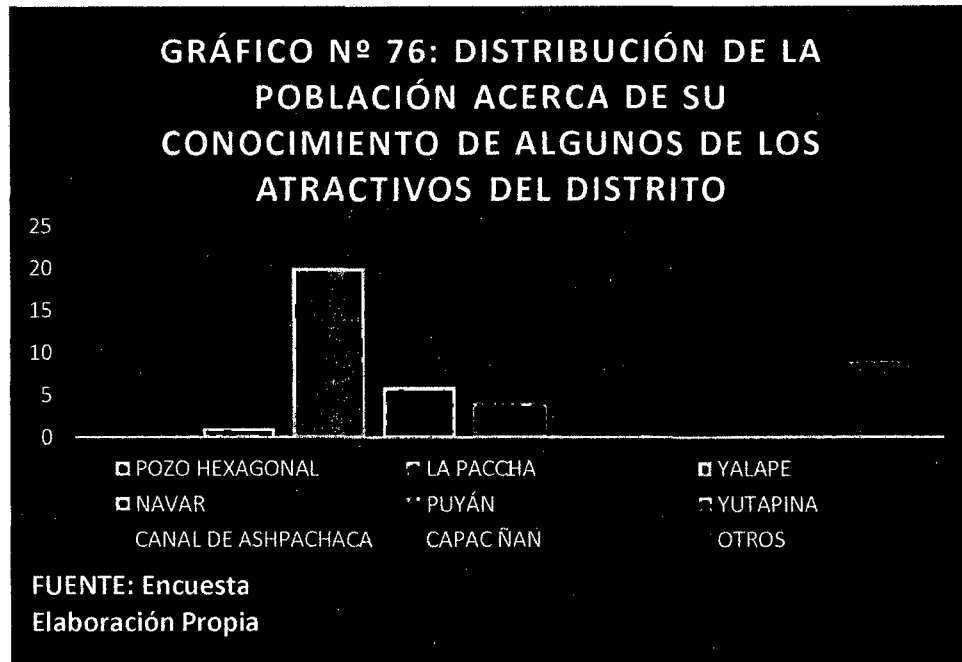 GRÁFICO Nº 76: DISTRIBUCIÓN DE LA
POBLACIÓN ACERCA DE SU
CONOCIMIENTO DE ALGUNOS DE LOS
ATRACTIVOS DEL DISTRITO
25
20
15
10
5
0
POZO HEXAGONAL LA PACCHA YALAPE
NAVAR PUYÁN YUTAPINA
CANAL DE ASHPACHACA CAPAC ÑAN OTROS
FUENTE: Encuesta
Elaboración Propia